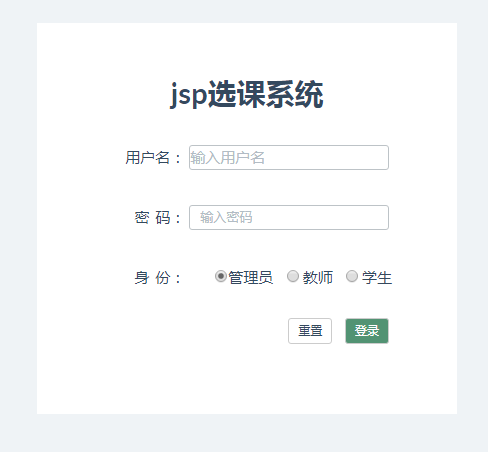 jsp选课系统
用户名： 输入用户名
密 码： 输入密码
身 份： 管理员 教师 学生
重置 登录